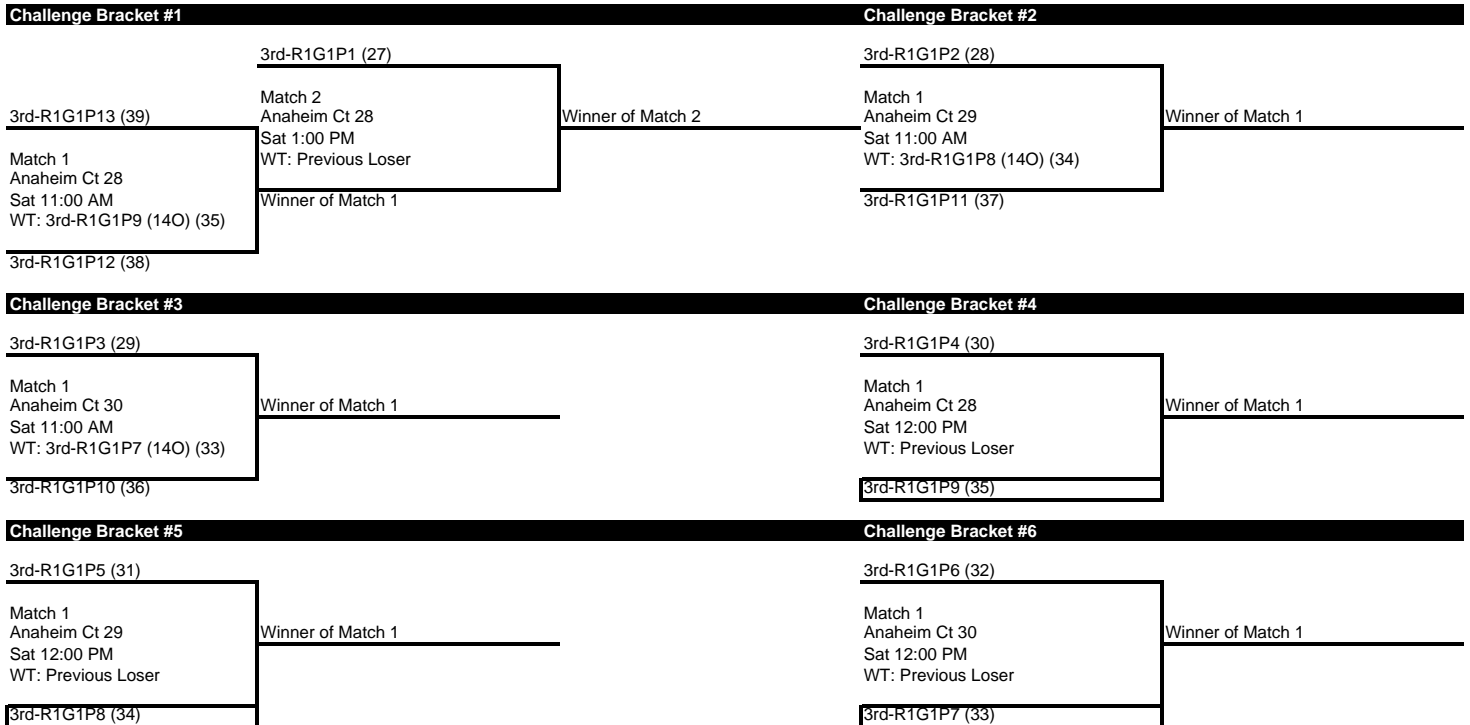 Challenge Bracket #1
3rd-R1G1P1 (27)
3rd-R1G1P13 (39)
Match 2
Anaheim Ct 28
Sat 1:00 PM
WT: Previous Loser
Winner of Match 2
Match 1
Anaheim Ct 28
Sat 11:00 AM
WT: 3rd-R1G1P9 (14O) (35)
Winner of Match 1
3rd-R1G1P12 (38)
Challenge Bracket #2
3rd-R1G1P2 (28)
Match 1
Anaheim Ct 29
Sat 11:00 AM
WT: 3rd-R1G1P8 (14O) (34)
Winner of Match 1
3rd-R1G1P11 (37)
Challenge Bracket #3
3rd-R1G1P3 (29)
Match 1
Anaheim Ct 30
Sat 11:00 AM
WT: 3rd-R1G1P7 (14O) (33)
Winner of Match 1
3rd-R1G1P10 (36)
Challenge Bracket #4
3rd-R1G1P4 (30)
Match 1
Anaheim Ct 28
Sat 12:00 PM
WT: Previous Loser
Winner of Match 1
3rd-R1G1P9 (35)
Challenge Bracket #5
3rd-R1G1P5 (31)
Match 1
Anaheim Ct 29
Sat 12:00 PM
WT: Previous Loser
Winner of Match 1
3rd-R1G1P8 (34)
Challenge Bracket #6
3rd-R1G1P6 (32)
Match 1
Anaheim Ct 30
Sat 12:00 PM
WT: Previous Loser
Winner of Match 1
3rd-R1G1P7 (33)